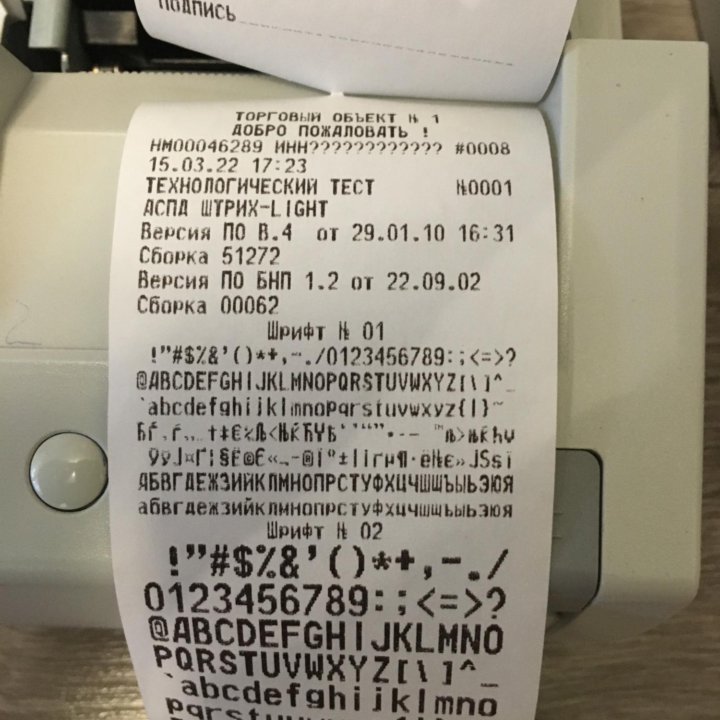 ПОДПИСЬ
ТОРГОВЫЙ ОБЪЕКТ № 1
ДОБРО ПОЖАЛОВАТЬ !
НМ00046289 ИНН???????????? #0008
15.03.22 17:23
ТЕХНОЛОГИЧЕСКИЙ ТЕСТ №0001
АСПД ШТРИХ-LIGHT
Версия ПО В.4 от 29.01.10 16:31
Сборка 51272
Версия ПО БНП 1.2 от 22.09.02
Сборка 00062
Шрифт № 01
!"#$%&'()*+,-./0123456789:;<=>?
@ABCDEFGHIJKLMNOPQRSTUVWXYZ[\]^_
`abcdefghijklmnopqrstuvwxyz{|}~
АБВГДЕЖЗИЙКЛМНОПРСТУФХЦЧШЩЪЫЬЭЮЯ
абвгдежзийклмнопрстуфхцчшщъыьэюя
Шрифт № 02
!"#$%&'()*+,-./
0123456789:;<=>?
@ABCDEFGHIJKLMNO
PQRSTUVWXYZ[\]^_
`abcdefghijklmno